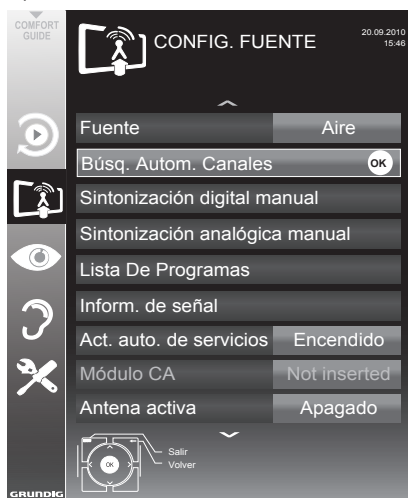 COMFORT
GUIDE
CONFIG. FUENTE
20.09.2010
15:46
Fuente Aire
Búsq. Autom. Canales OK
Sintonización digital manual
Sintonización analógica manual
Lista De Programas
Inform. de señal
Act. auto. de servicios Encendido
Módulo CA Not inserted
Antena activa Apagado
Salir
OK Volver
GRUNDIG